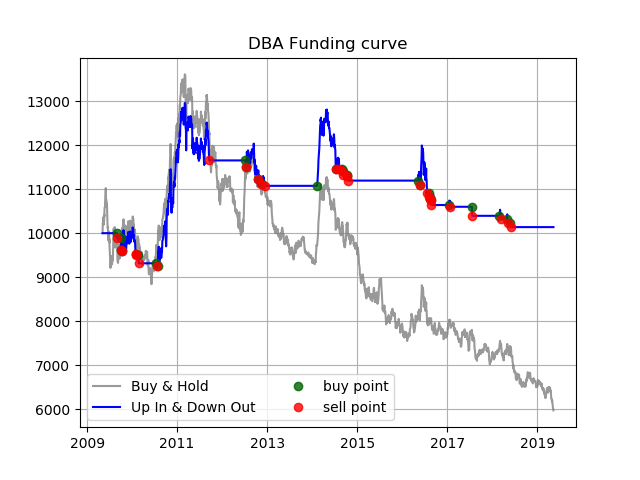 DBA Funding curve
13000
12000
11000
10000
9000
8000
7000
6000
Buy & Hold
Up In & Down Out
buy point
sell point
2009 2011 2013 2015 2017 2019